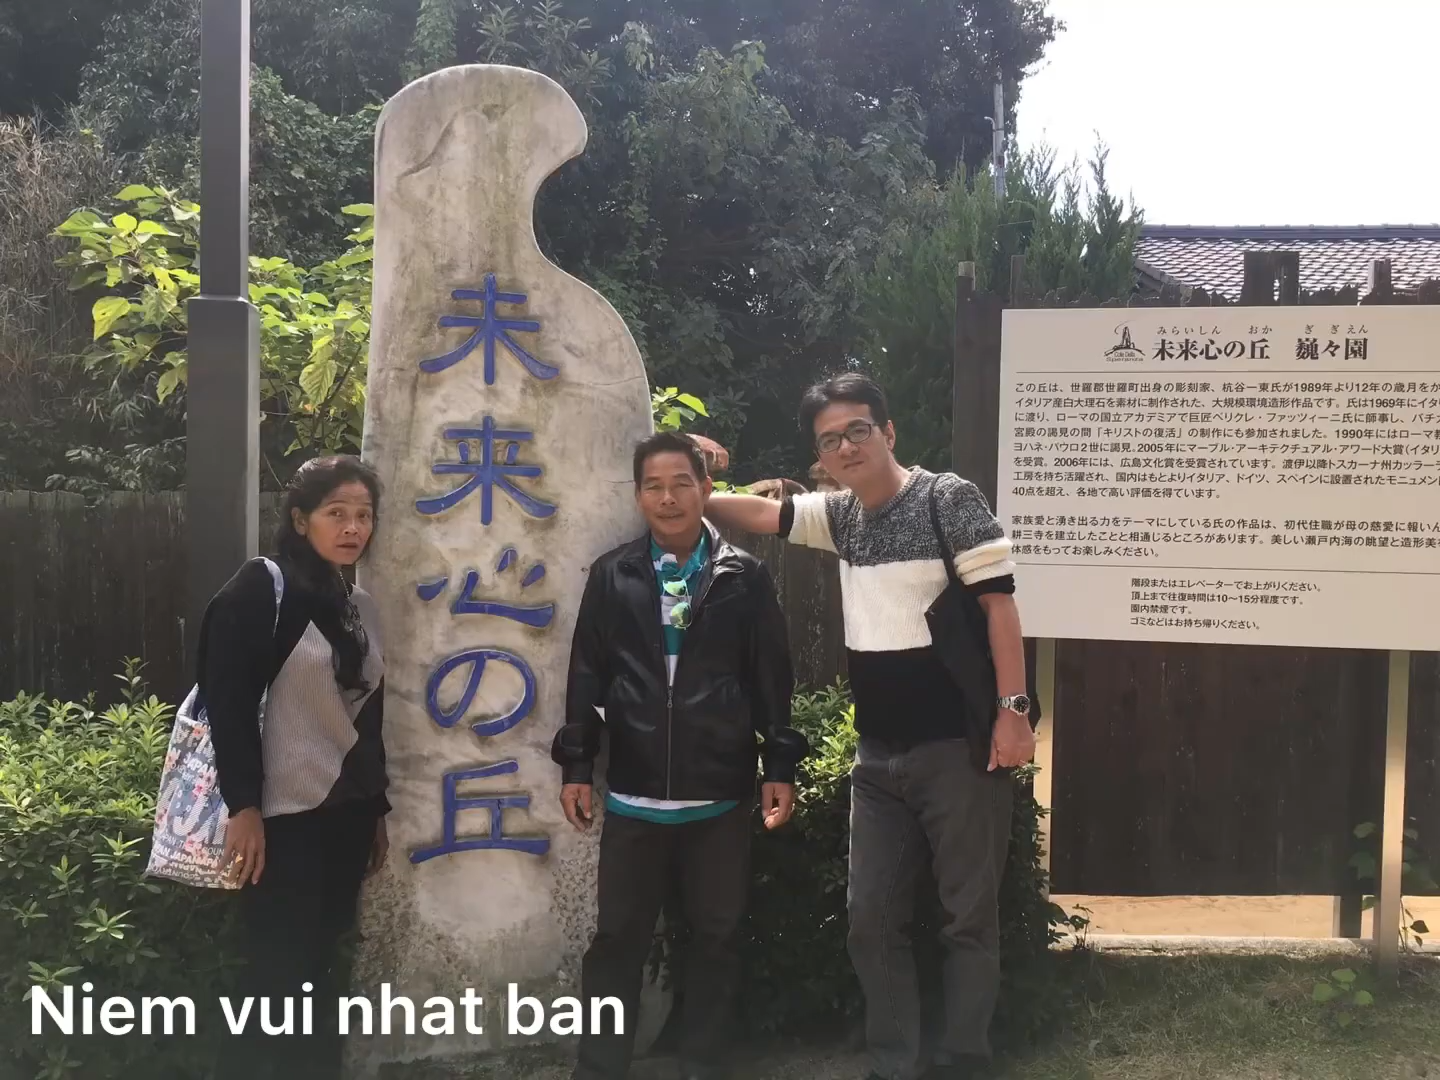 未来心の丘
みらいしん おか ぎ ぎえん
未来心の丘 巍々園
この丘は、世羅郡世羅町出身の彫刻家、杭谷一東氏が1989年より12年の歳月をか
イタリア産白大理石を素材に制作された、大規模環境造形作品です。氏は1969年にイタ
に渡り、ローマの国立アカデミアで巨匠ペリクレ・ファッツィーニ氏に師事し、バチカ
宮殿の謁見の間「キリストの復活」の制作にも参加されました。1990年にはローマ教
ヨハネ・パウロ2世に謁見。2005年にマーブル・アーキテクチュアル・アワード大賞(イタリ
を受賞。2006年には、広島文化賞を受賞されています。渡伊以降トスカーナ州カッラーラ
工房を持ち活躍され、国内はもとよりイタリア、ドイツ、スペインに設置されたモニュメン
40点を超え、各地で高い評価を得ています。
家族愛と湧き出る力をテーマにしている氏の作品は、初代住職が母の慈愛に報いん
耕三寺を建立したことと相通じるところがあります。美しい瀬戸内海の眺望と造形美を
体感をもってお楽しみください。
階段またはエレベーターでお上がりください。
頂上まで往復時間は10〜15分程度です。
園内禁煙です。
ゴミなどはお持ち帰りください。
JAPAN
Niem vui nhat ban